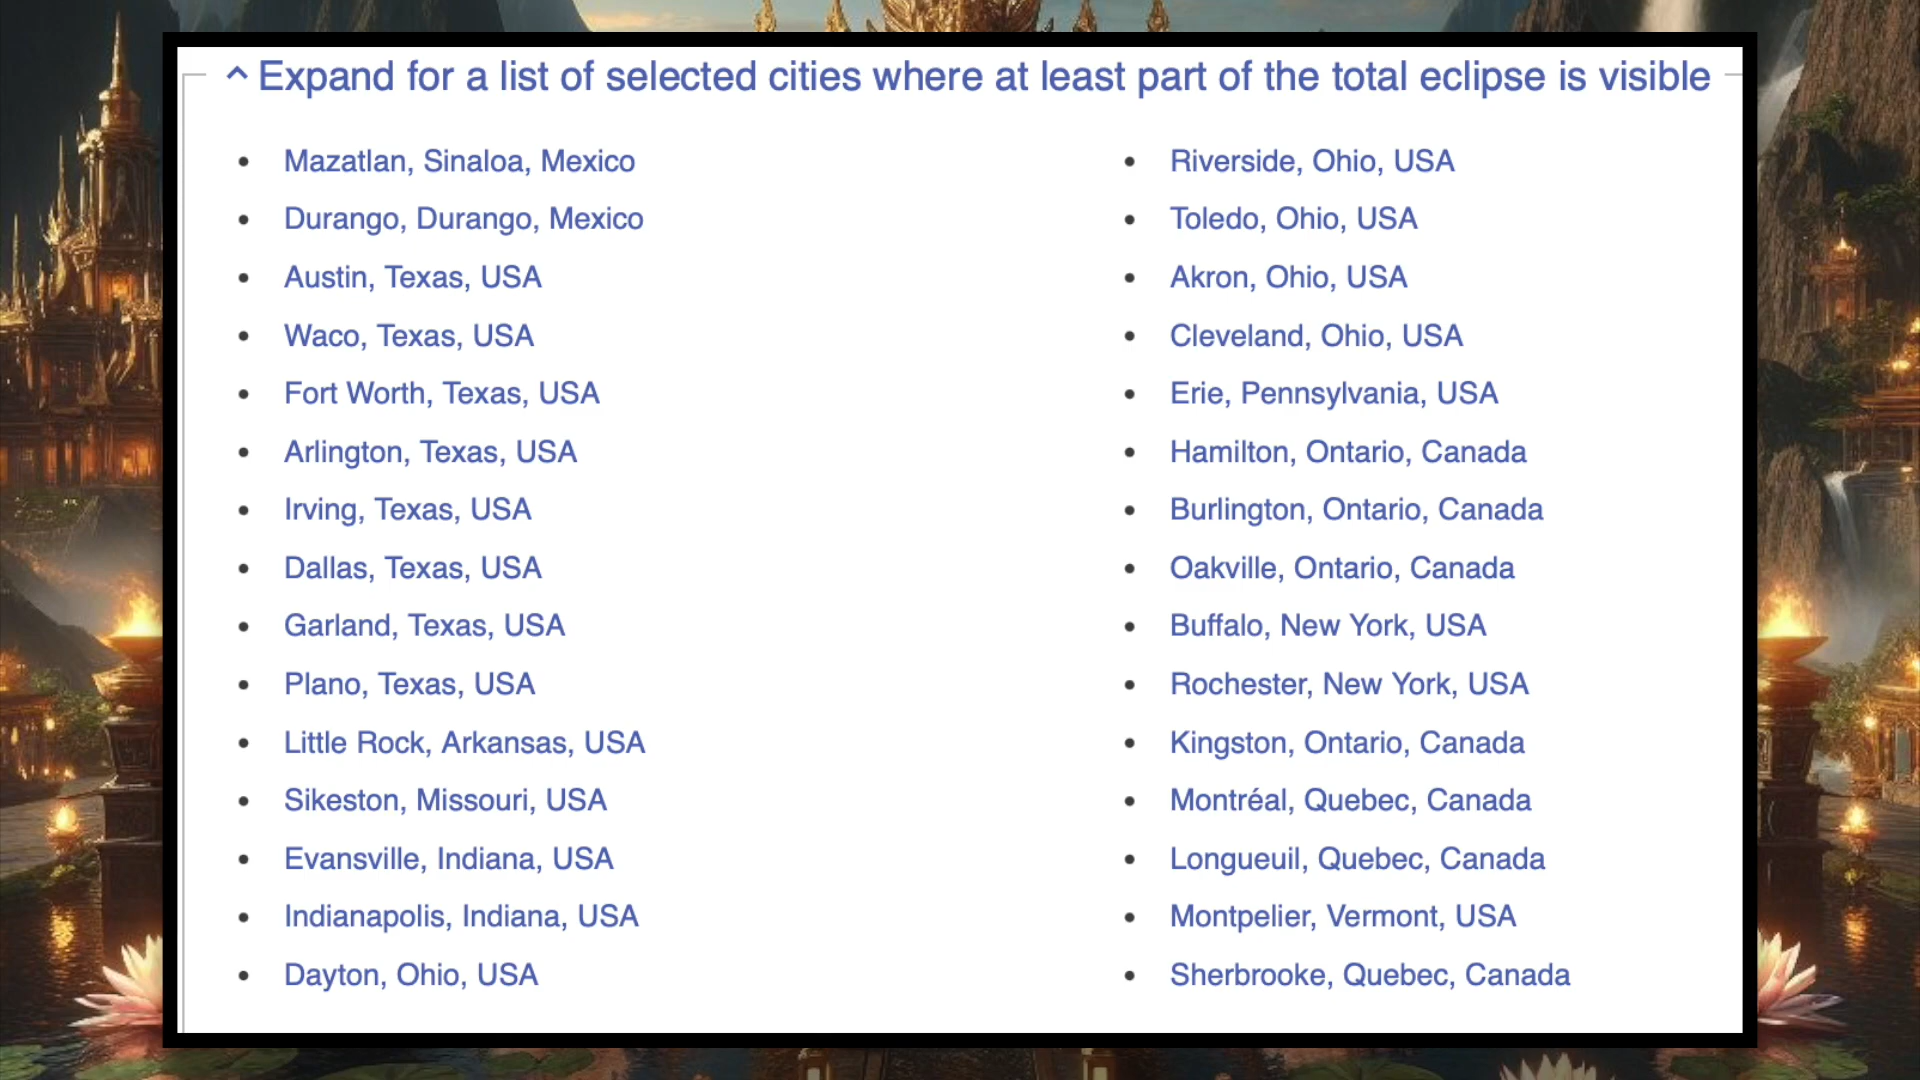 Expand for a list of selected cities where at least part of the total eclipse is visible
Mazatlan, Sinaloa, Mexico
Durango, Durango, Mexico
Austin, Texas, USA
Waco, Texas, USA
Fort Worth, Texas, USA
Arlington, Texas, USA
Irving, Texas, USA
Dallas, Texas, USA
Garland, Texas, USA
Plano, Texas, USA
Little Rock, Arkansas, USA
Sikeston, Missouri, USA
Evansville, Indiana, USA
Indianapolis, Indiana, USA
Dayton, Ohio, USA
Riverside, Ohio, USA
Toledo, Ohio, USA
Akron, Ohio, USA
Cleveland, Ohio, USA
Erie, Pennsylvania, USA
Hamilton, Ontario, Canada
Burlington, Ontario, Canada
Oakville, Ontario, Canada
Buffalo, New York, USA
Rochester, New York, USA
Kingston, Ontario, Canada
Montréal, Quebec, Canada
Longueuil, Quebec, Canada
Montpelier, Vermont, USA
Sherbrooke, Quebec, Canada